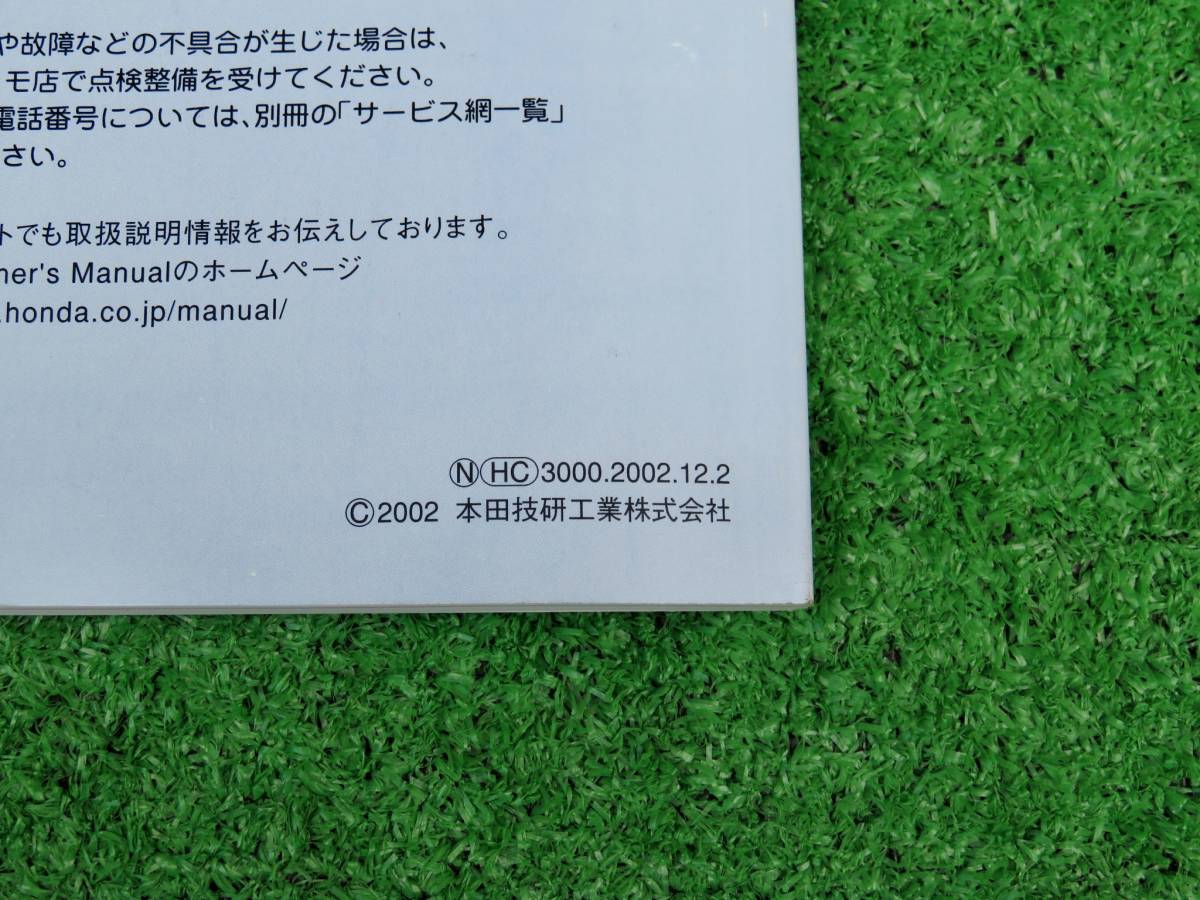 や故障などの不具合が生じた場合は、
モ店で点検整備を受けてください。
電話番号については、別冊の「サービス網一覧」
さい。
トでも取扱説明情報をお伝えしております。
ner's Manualのホームページ
.honda.co.jp/manual/
ⓃHC3000.2002.12.2
©2002 本田技研工業株式会社